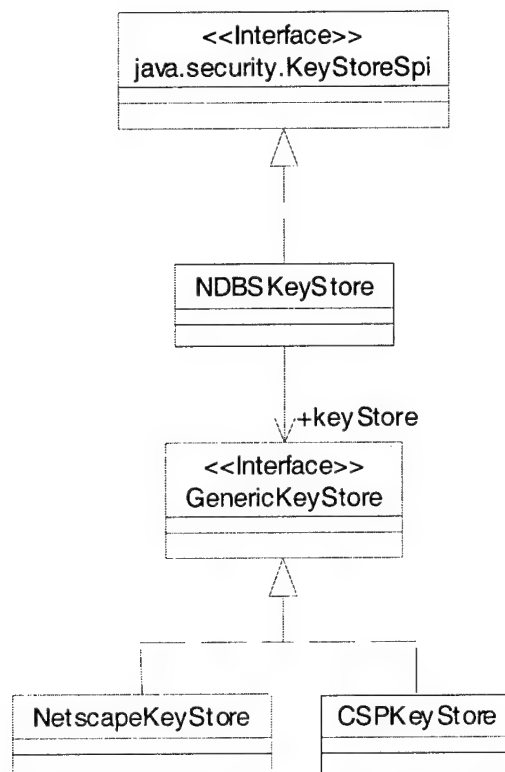 <<Interface>>
java.security.KeyStoreSpi
NDBSKeyStore
+keyStore
<<Interface>>
GenericKeyStore
NetscapeKeyStore
CSPKeyStore